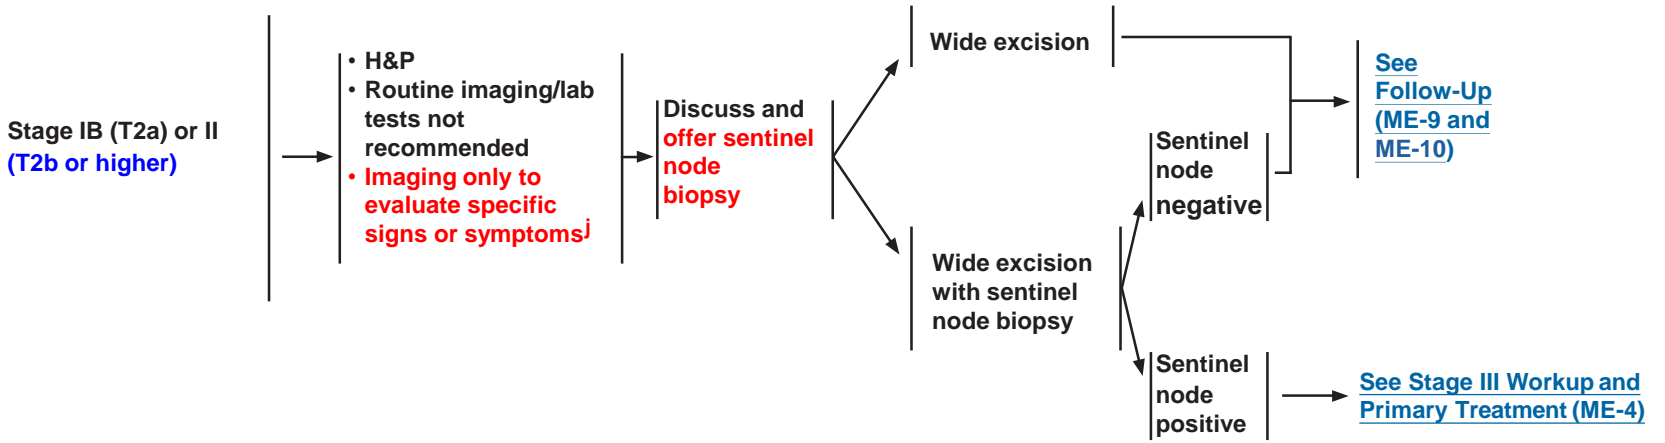 Stage IB (T2a) or II
(T2b or higher)
• H&P
• Routine imaging/lab
tests not
recommended
• Imaging only to
evaluate specific
signs or symptomsj
Discuss and
offer sentinel
node
biopsy
Wide excision
Wide excision
with sentinel
node biopsy
Sentinel
node
negative
Sentinel
node
positive
See
Follow-Up
(ME-9 and
ME-10)
See Stage III Workup and
Primary Treatment (ME-4)